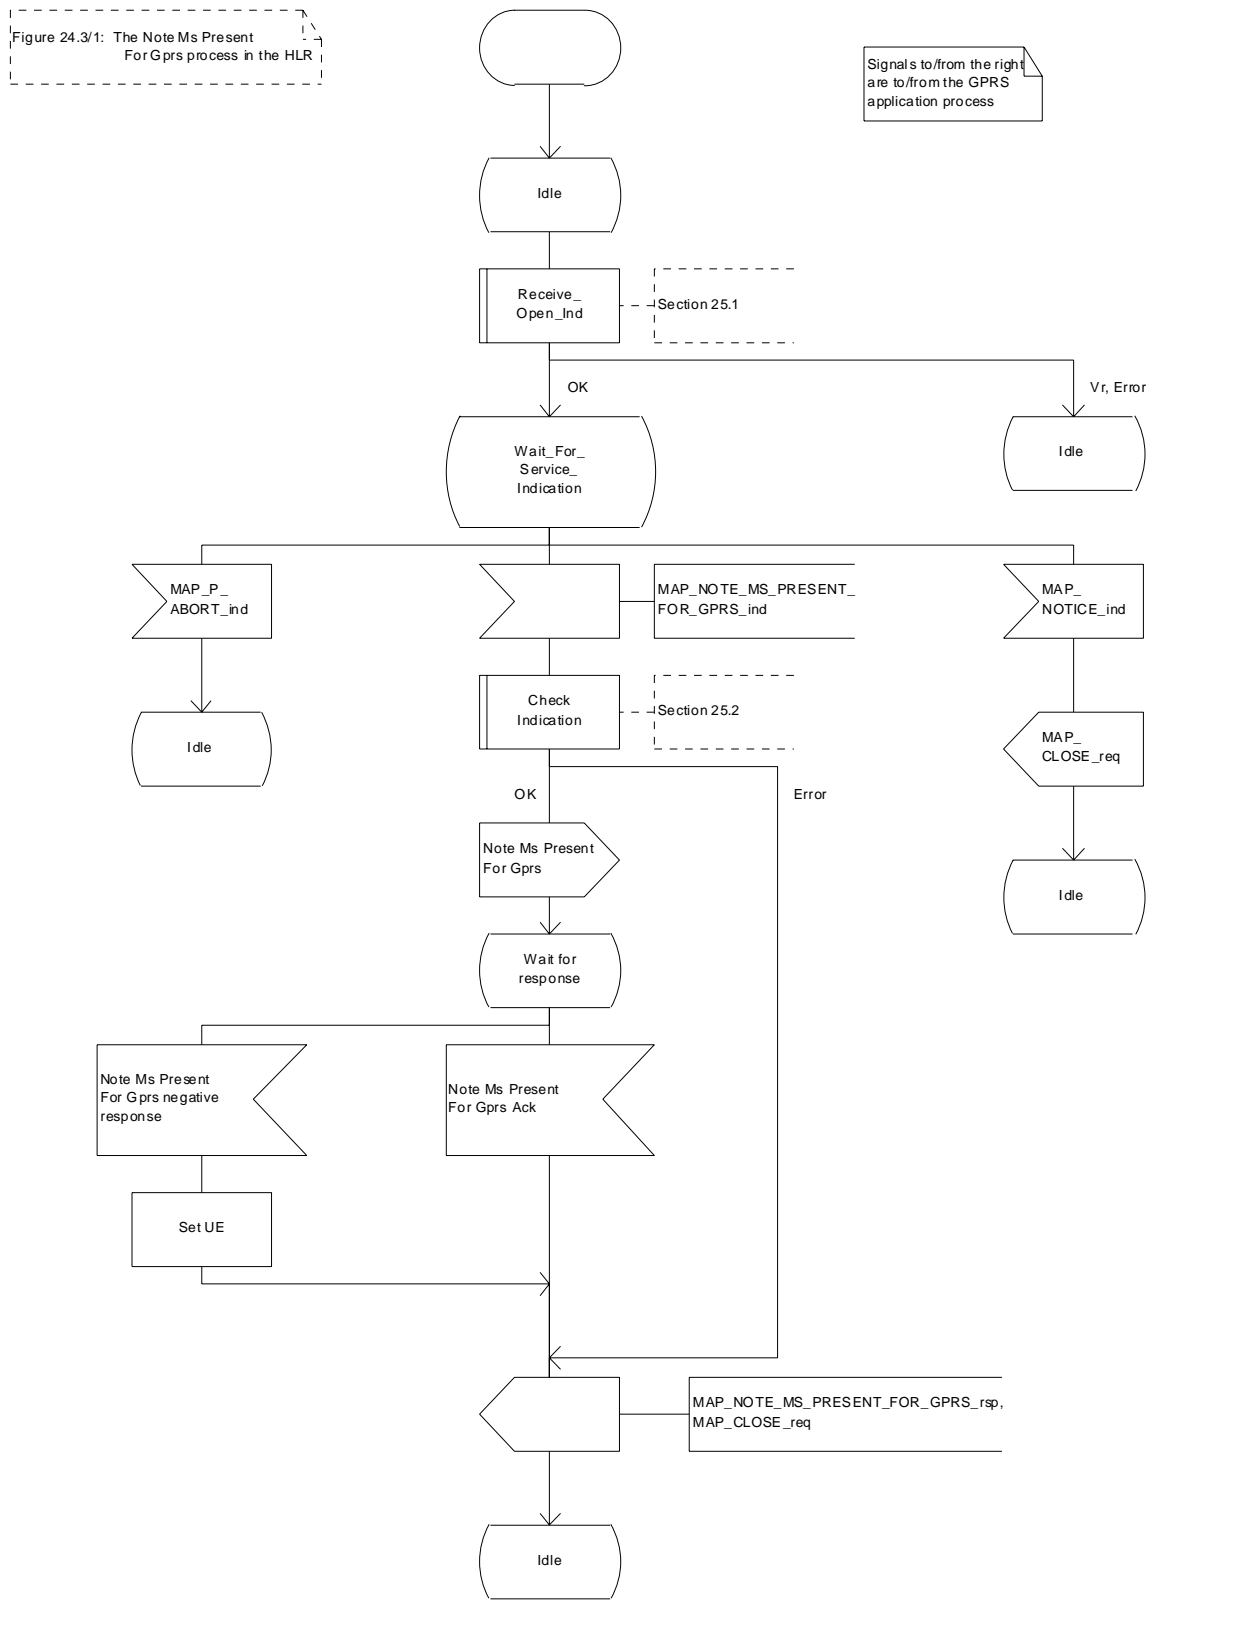 Figure 24.3/1: The Note Ms Present
For Gprs process in the HLR
Signals to/from the right
are to/from the GPRS
application process
Idle
Receive_
Open_Ind
Section 25.1
OK
Vr, Error
Wait_For_
Service_
Indication
Idle
MAP_P_
ABORT_ind
MAP_NOTE_MS_PRESENT_
FOR_GPRS_ind
MAP_
NOTICE_ind
Check
Indication
Section 25.2
Idle
MAP_
CLOSE_req
OK
Error
Note Ms Present
For Gprs
Idle
Wait for
response
Note Ms Present
For Gprs negative
response
Note Ms Present
For Gprs Ack
Set UE
MAP_NOTE_MS_PRESENT_FOR_GPRS_rsp,
MAP_CLOSE_req
Idle